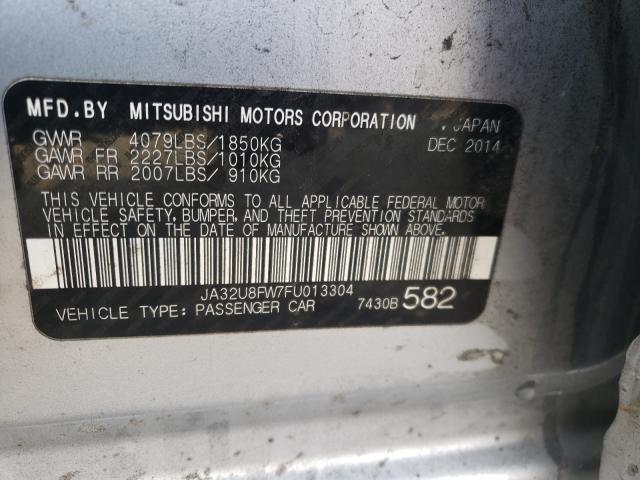 MFD.BY MITSUBISHI MOTORS CORPORATION , JAPAN
GVWR 4079LBS/1850KG DEC 2014
GAWR FR 2227LBS/1010KG
GAWR RR 2007LBS/ 910KG
THIS VEHICLE CONFORMS TO ALL APPLICABLE FEDERAL MOTOR
VEHICLE SAFETY, BUMPER, AND THEFT PREVENTION STANDARDS
IN EFFECT ON THE DATE OF MANUFACTURE SHOWN ABOVE.
JA32U8FW7FU013304
VEHICLE TYPE: PASSENGER CAR 7430B 582